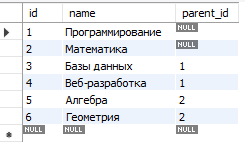 id name parent_id
1 Программирование NULL
2 Математика NULL
3 Базы данных 1
4 Веб-разработка 1
5 Алгебра 2
6 Геометрия 2
NULL NULL NULL